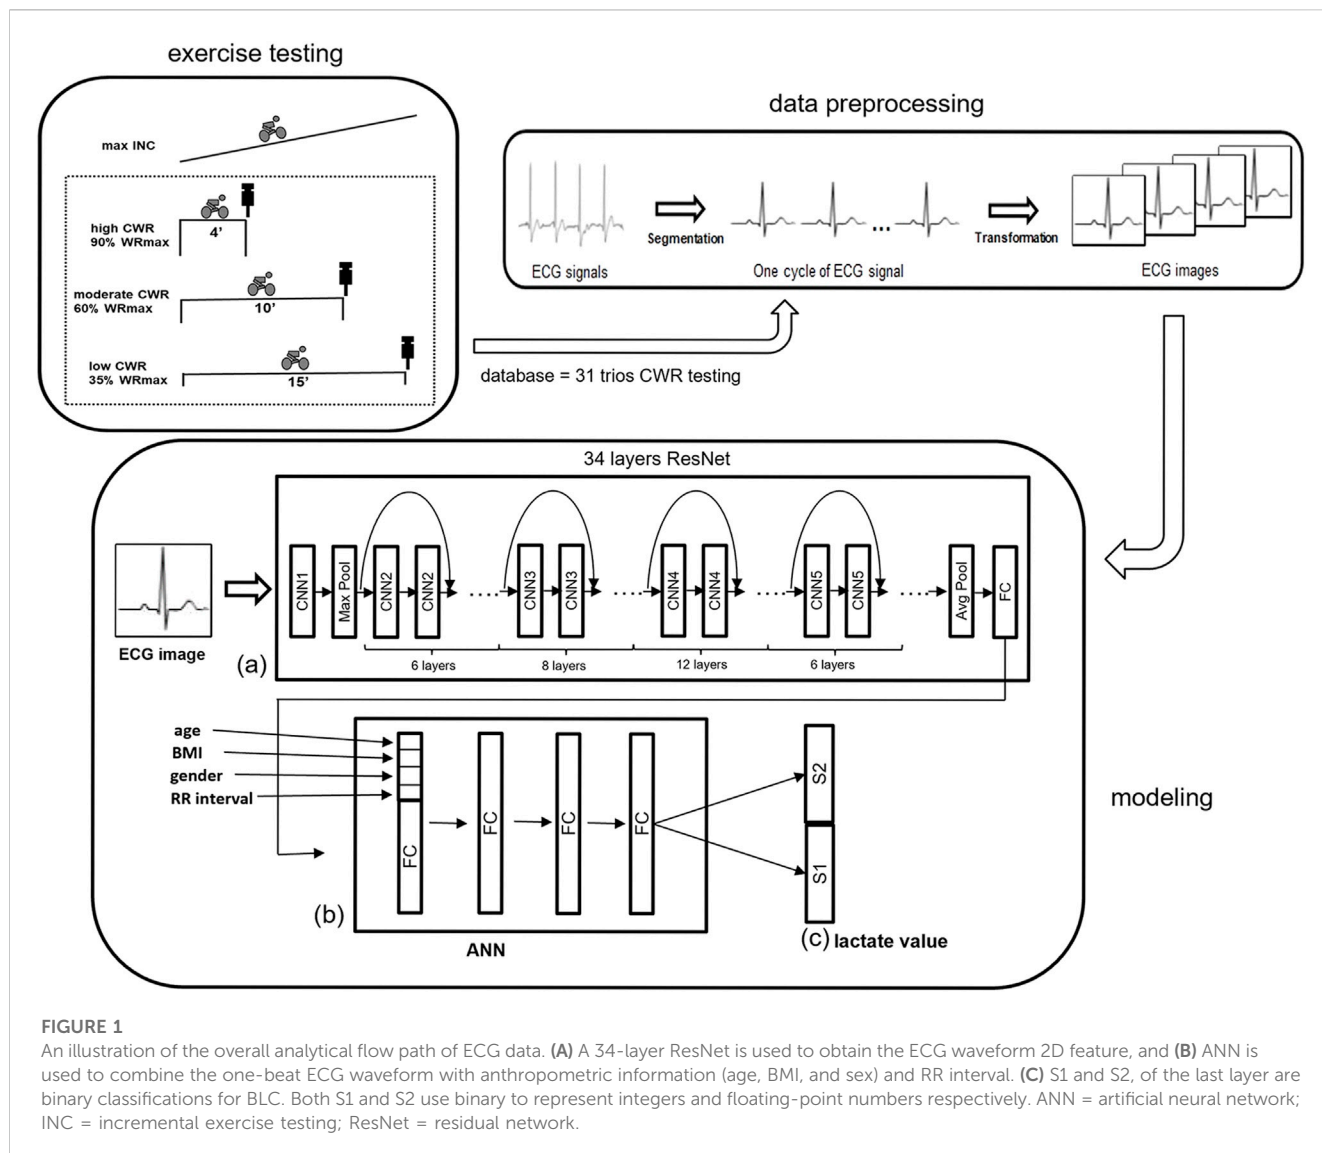 exercise testing
max INC
high CWR
90% WRmax
4'
moderate CWR
60% WRmax
10'
low CWR
35% WRmax
15'
data preprocessing
Segmentation
...
Transformation
ECG signals
One cycle of ECG signal
ECG images
database = 31 trios CWR testing
34 layers ResNet
ECG image
(a)
CNN1
Max Pool
CNN2
CNN2
.....
CNN3
CNN3
.....
CNN4
CNN4
.....
CNN5
CNN5
.....
Avg Pool
FC
6 layers
8 layers
12 layers
6 layers
age
BMI
gender
RR interval
FC
FC
FC
FC
(b)
ANN
S2
S1
(c) lactate value
modeling
FIGURE 1
An illustration of the overall analytical flow path of ECG data. (A) A 34-layer ResNet is used to obtain the ECG waveform 2D feature, and (B) ANN is
used to combine the one-beat ECG waveform with anthropometric information (age, BMI, and sex) and RR interval. (C) S1 and S2, of the last layer are
binary classifications for BLC. Both S1 and S2 use binary to represent integers and floating-point numbers respectively. ANN = artificial neural network;
INC = incremental exercise testing; ResNet = residual network.